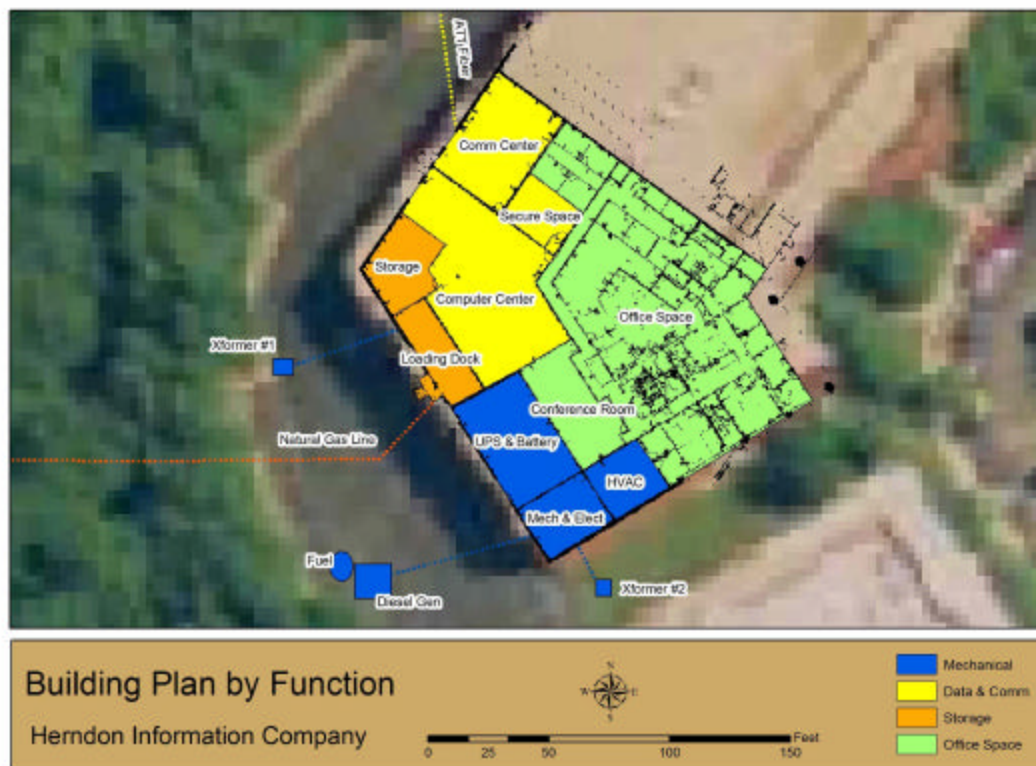 ATT Fiber
Comm Center
Secure Space
Storage
Computer Center
Office Space
Xformer #1
Loading Dock
Conference Room
Natural Gas Line
UPS & Battery
HVAC
Mech & Elect
Fuel
Diesel Gen
Xformer #2
Building Plan by Function
Herndon Information Company
N
W E
S
0 25 50 100 150 Feet
Mechanical
Data & Comm
Storage
Office Space